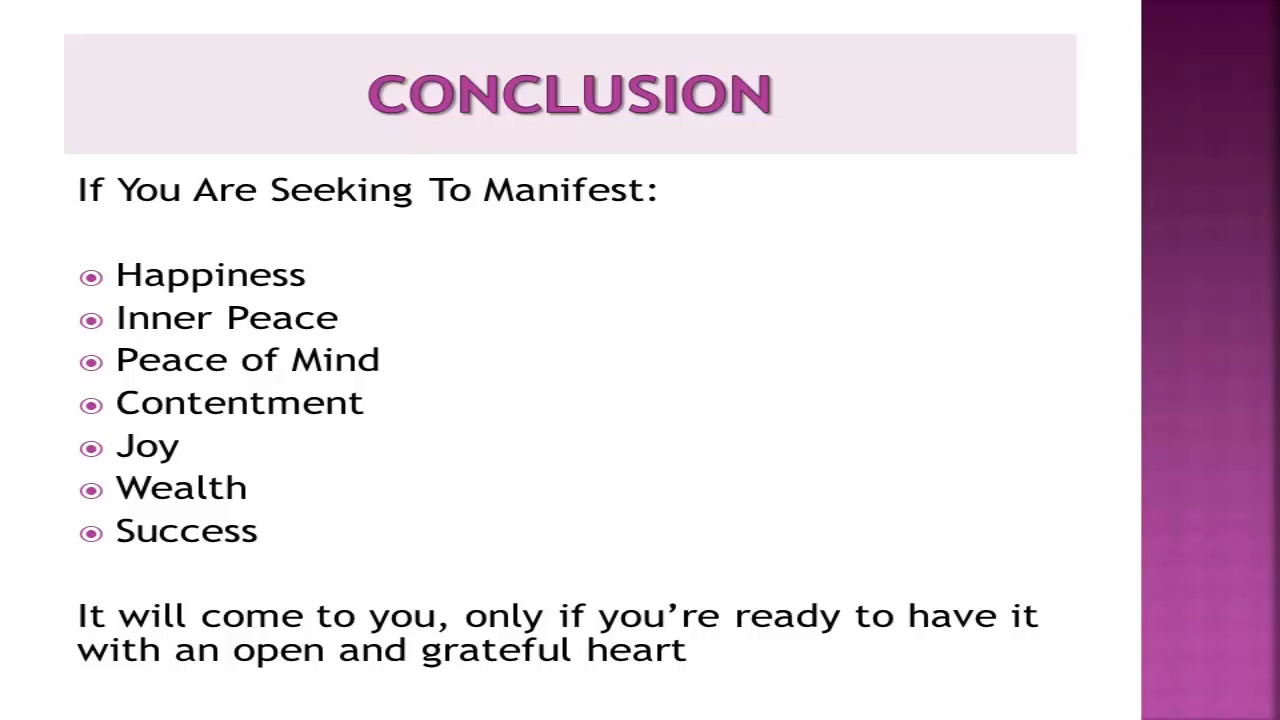 CONCLUSION
If You Are Seeking To Manifest:
Happiness
Inner Peace
Peace of Mind
Contentment
Joy
Wealth
Success
It will come to you, only if you’re ready to have it
with an open and grateful heart